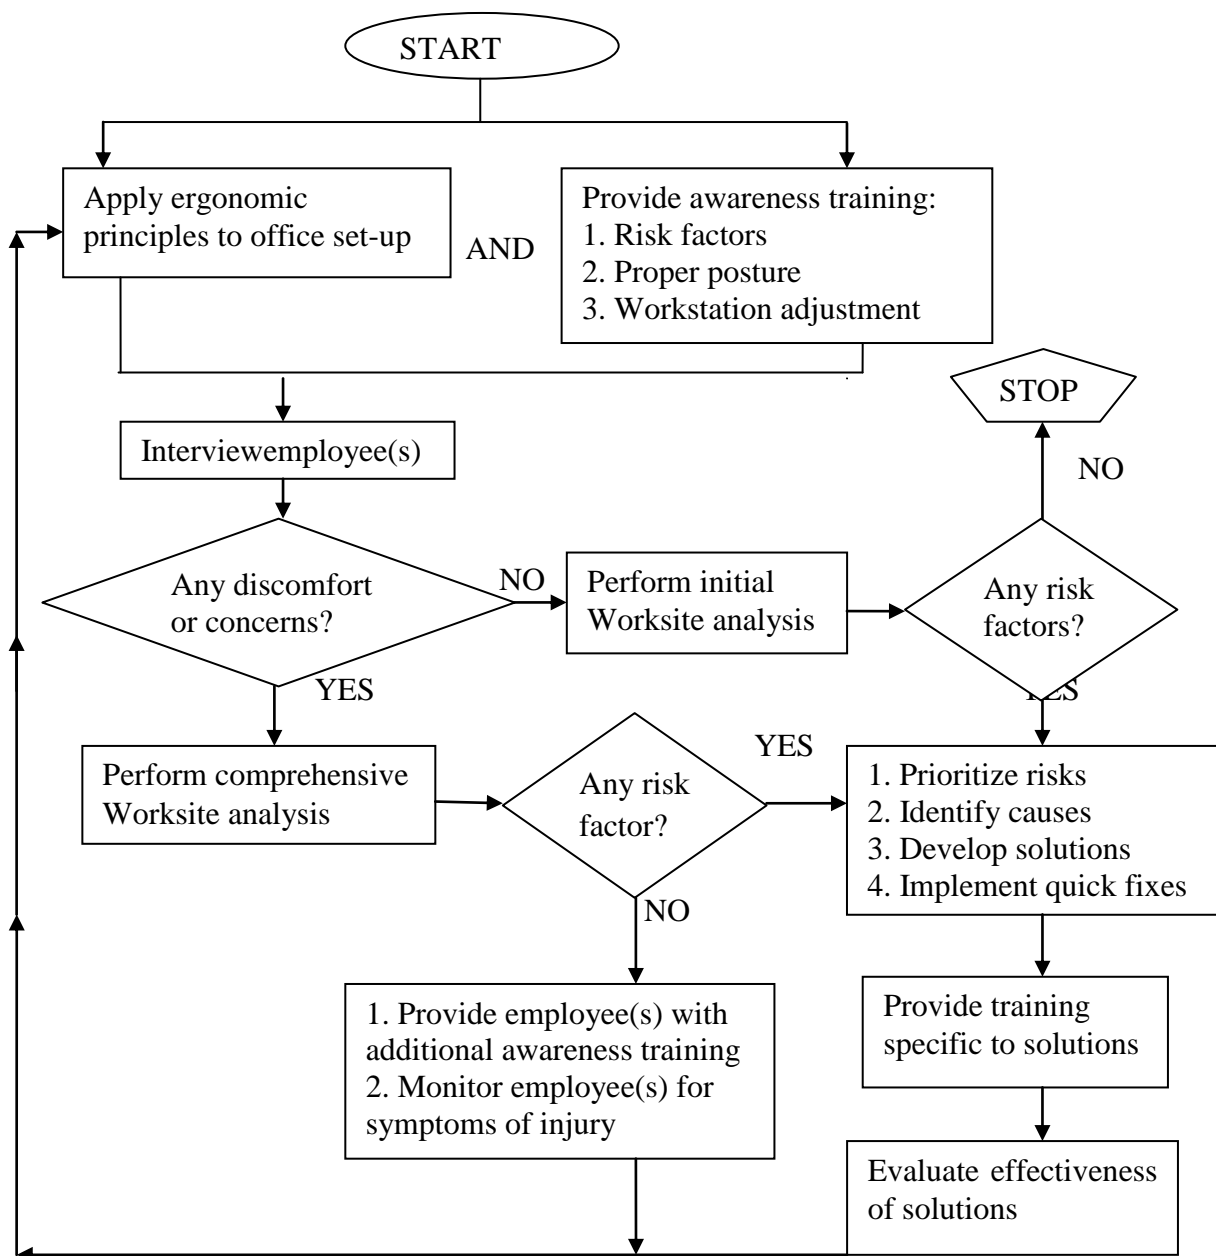 START
Apply ergonomic
principles to office set-up
AND
Provide awareness training:
1. Risk factors
2. Proper posture
3. Workstation adjustment
STOP
Interviewemployee(s)
NO
Any discomfort
or concerns?
NO
Perform initial
Worksite analysis
Any risk
factors?
YES
YES
Perform comprehensive
Worksite analysis
Any risk
factor?
YES
1. Prioritize risks
2. Identify causes
3. Develop solutions
4. Implement quick fixes
NO
1. Provide employee(s) with
additional awareness training
2. Monitor employee(s) for
symptoms of injury
Provide training
specific to solutions
Evaluate effectiveness
of solutions